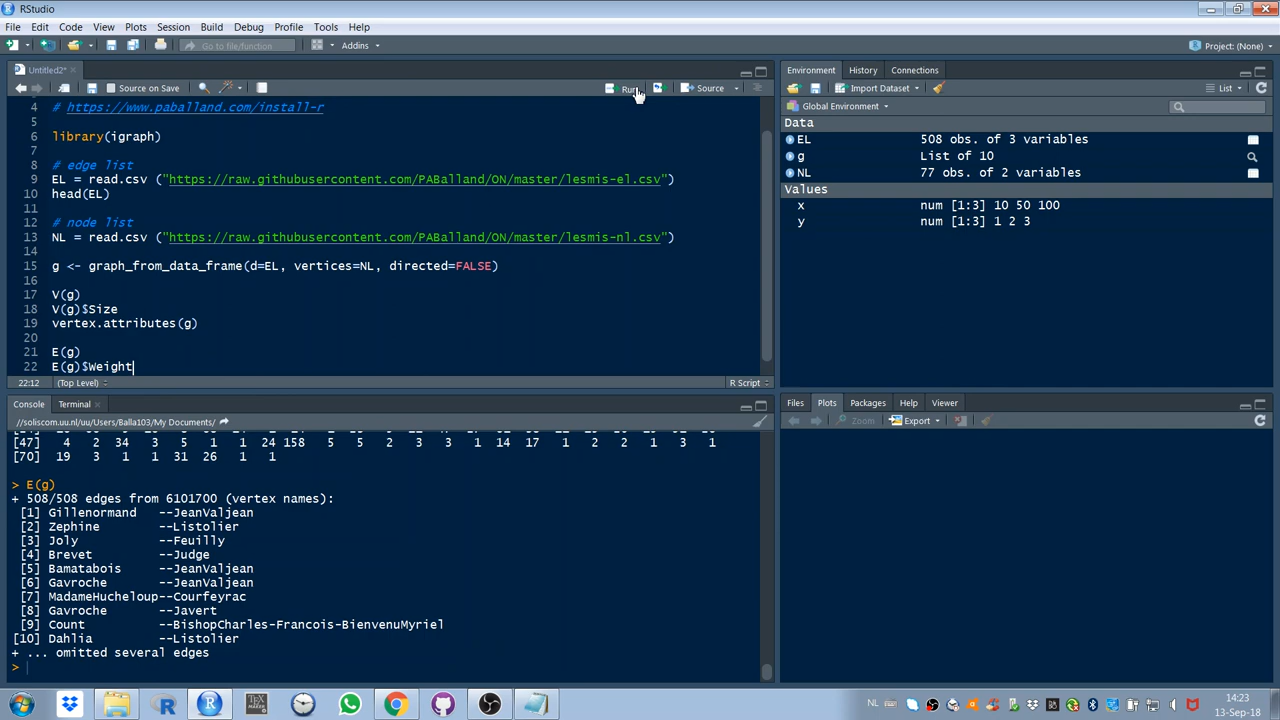 RStudio
File Edit Code View Plots Session Build Debug Profile Tools Help
Go to file/function Addins Project: (None)
Untitled2*
Source on Save Run Source
4 # https://www.paballand.com/install-r
5
6 library(igraph)
7
8 # edge list
9 EL = read.csv ("https://raw.githubusercontent.com/PABalland/ON/master/lesmis-el.csv")
10 head(EL)
11
12 # node list
13 NL = read.csv ("https://raw.githubusercontent.com/PABalland/ON/master/lesmis-nl.csv")
14
15 g <- graph_from_data_frame(d=EL, vertices=NL, directed=FALSE)
16
17 V(g)
18 V(g)$Size
19 vertex.attributes(g)
20
21 E(g)
22 E(g)$Weight
22:12 (Top Level) R Script
Console Terminal
//soliscom.uu.nl/uu/Users/Balla103/My Documents/
[47] 4 2 34 3 5 1 1 24 158 5 5 2 3 3 1 14 17 1 2 2 1 1
[70] 19 3 1 1 31 26 1 1
> E(g)
+ 508/508 edges from 6101700 (vertex names):
[1] Gillenormand --JeanValjean
[2] Zephine --Listolier
[3] Joly --Feuilly
[4] Brevet --Judge
[5] Bamatabois --JeanValjean
[6] Gavroche --JeanValjean
[7] MadameHucheloup--Courfeyrac
[8] Gavroche --Javert
[9] Count --BishopCharles-Francois-BienvenuMyriel
[10] Dahlia --Listolier
+ ... omitted several edges
>
Environment History Connections
Import Dataset List
Global Environment
Data
EL 508 obs. of 3 variables
g List of 10
NL 77 obs. of 2 variables
Values
x num [1:3] 10 50 100
y num [1:3] 1 2 3
Files Plots Packages Help Viewer
Zoom Export
NL 14:23
13-Sep-18